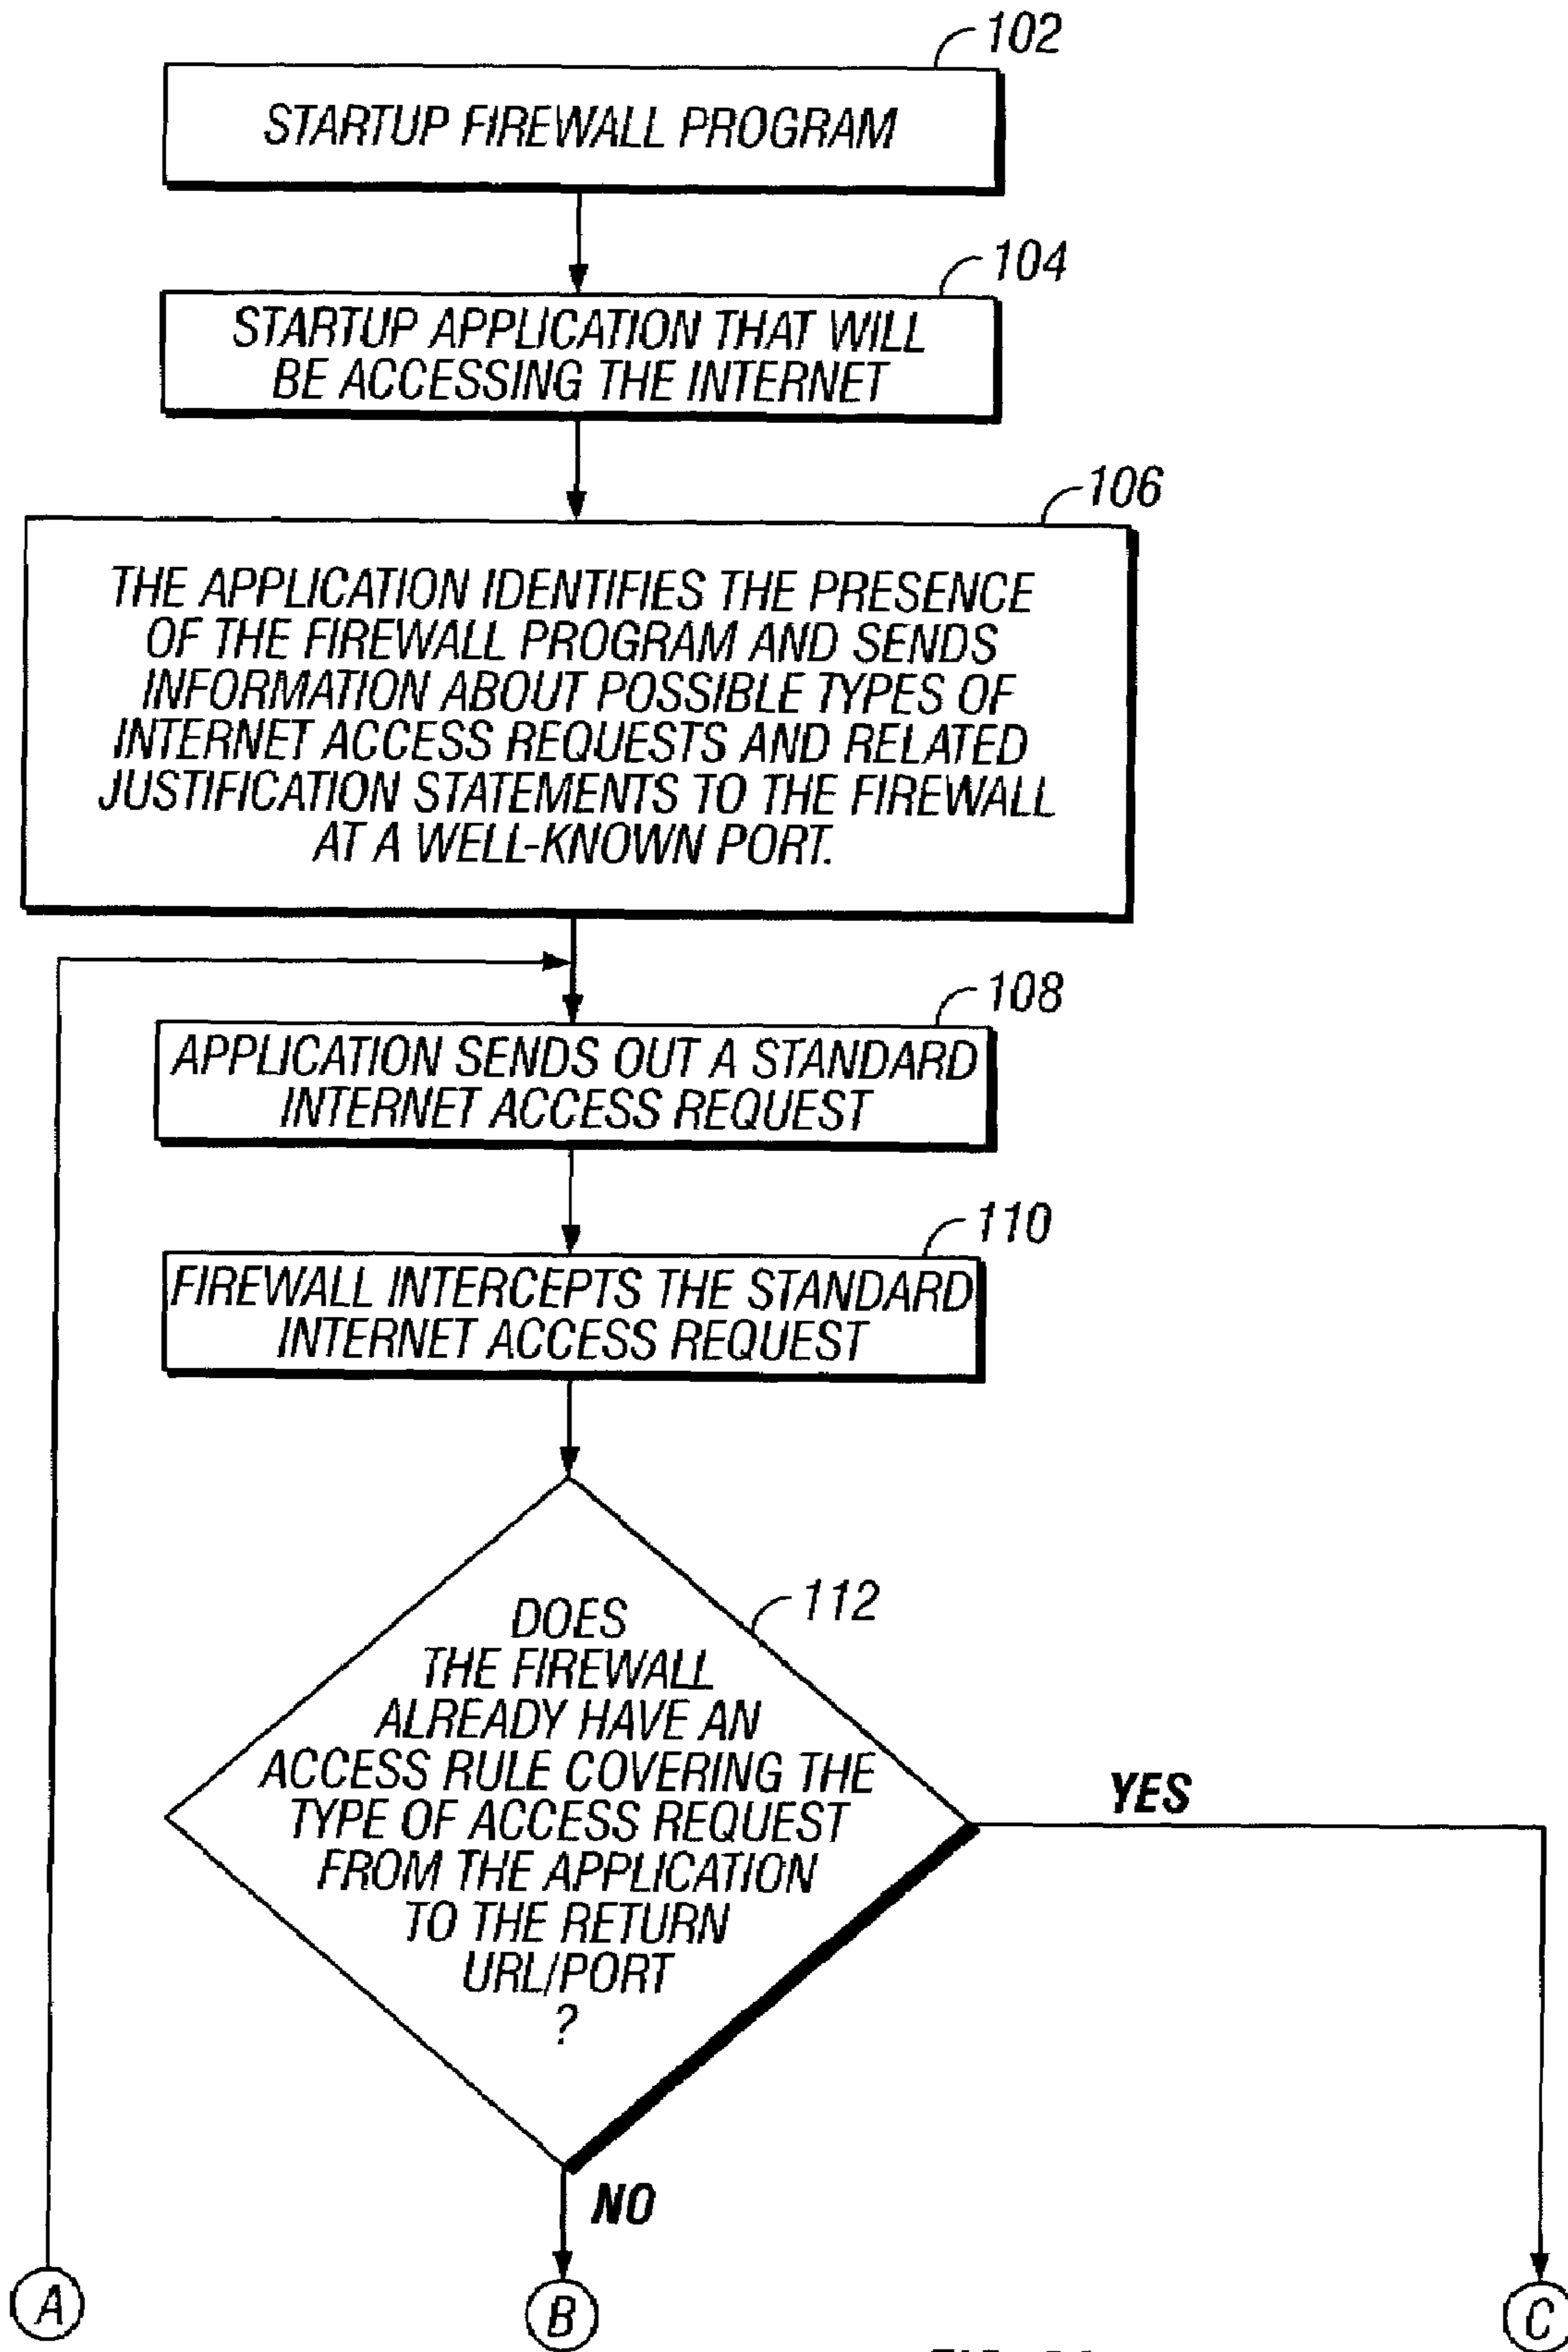 102
STARTUP FIREWALL PROGRAM
104
STARTUP APPLICATION THAT WILL
BE ACCESSING THE INTERNET
106
THE APPLICATION IDENTIFIES THE PRESENCE
OF THE FIREWALL PROGRAM AND SENDS
INFORMATION ABOUT POSSIBLE TYPES OF
INTERNET ACCESS REQUESTS AND RELATED
JUSTIFICATION STATEMENTS TO THE FIREWALL
AT A WELL-KNOWN PORT.
108
APPLICATION SENDS OUT A STANDARD
INTERNET ACCESS REQUEST
110
FIREWALL INTERCEPTS THE STANDARD
INTERNET ACCESS REQUEST
112
DOES
THE FIREWALL
ALREADY HAVE AN
ACCESS RULE COVERING THE
TYPE OF ACCESS REQUEST
FROM THE APPLICATION
TO THE RETURN
URL/PORT
?
YES
NO
A
B
C